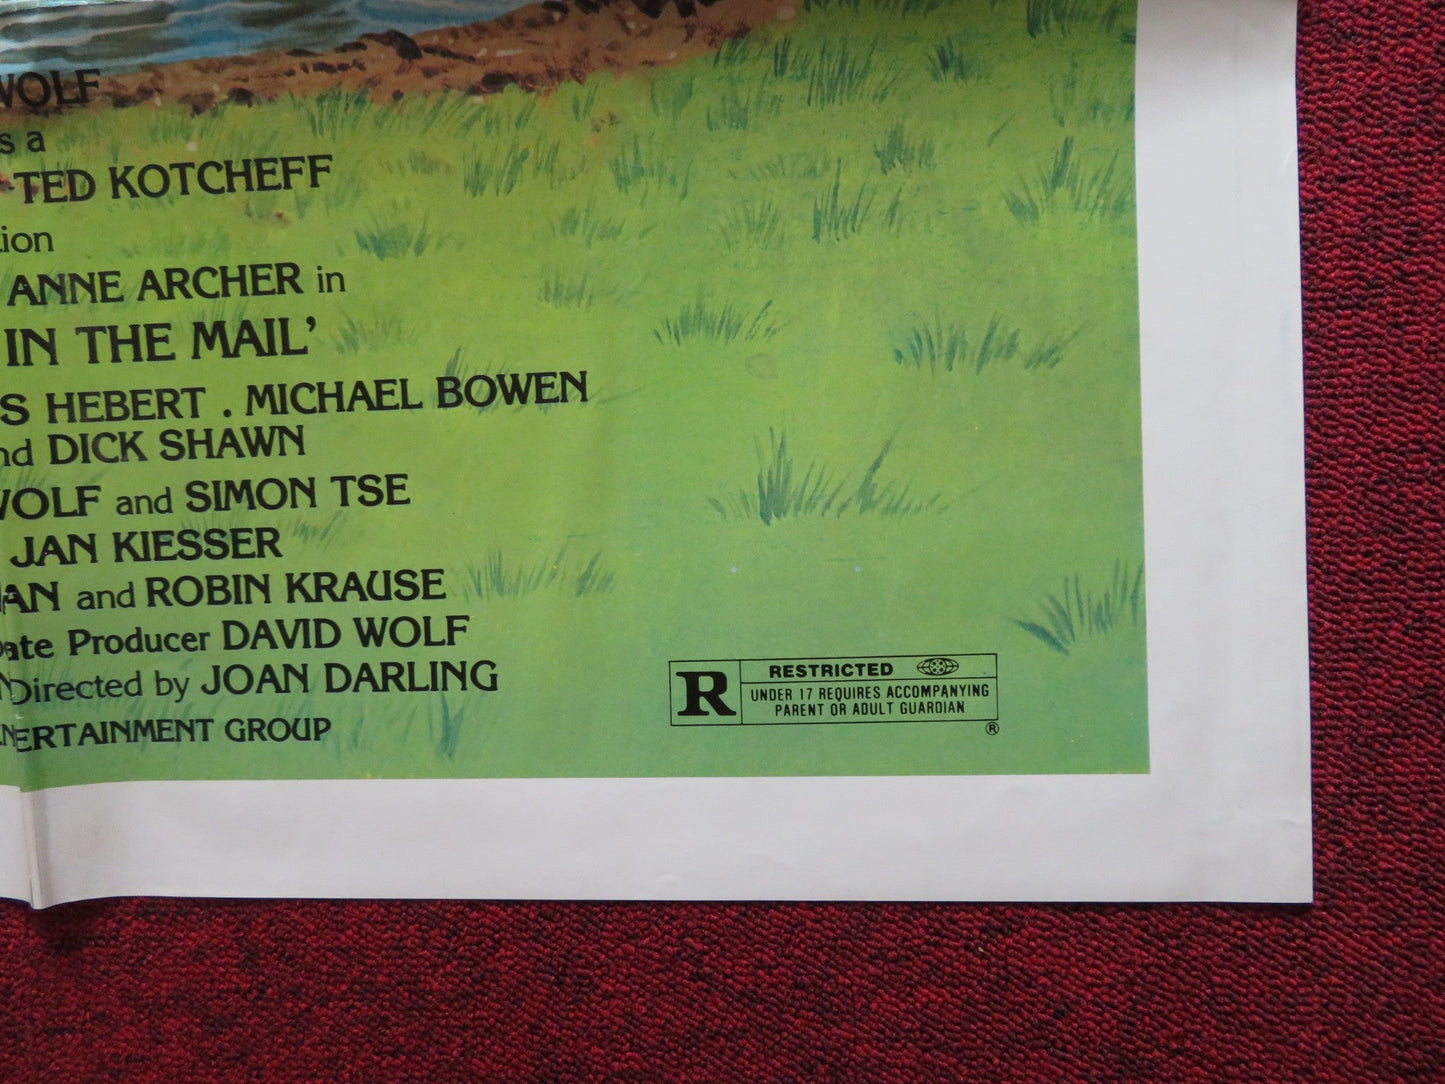 WOLF
s a
TED KOTCHEFF
tion
ANNE ARCHER in
IN THE MAIL’
S HEBERT . MICHAEL BOWEN
nd DICK SHAWN
WOLF and SIMON TSE
JAN KIESSER
AN and ROBIN KRAUSE
ate Producer DAVID WOLF
Directed by JOAN DARLING
ENTERTAINMENT GROUP
R
RESTRICTED
UNDER 17 REQUIRES ACCOMPANYING
PARENT OR ADULT GUARDIAN
®